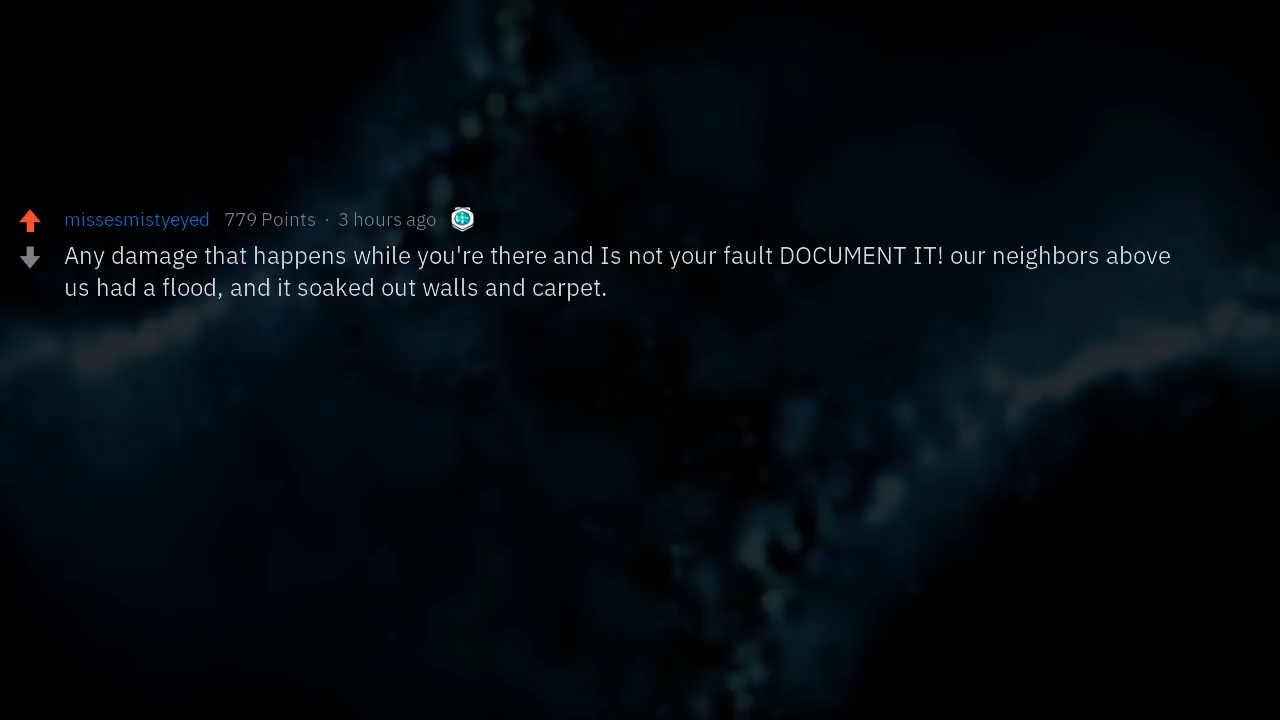 missesmistyeyed 779 Points · 3 hours ago
Any damage that happens while you're there and Is not your fault DOCUMENT IT! our neighbors above
us had a flood, and it soaked out walls and carpet.